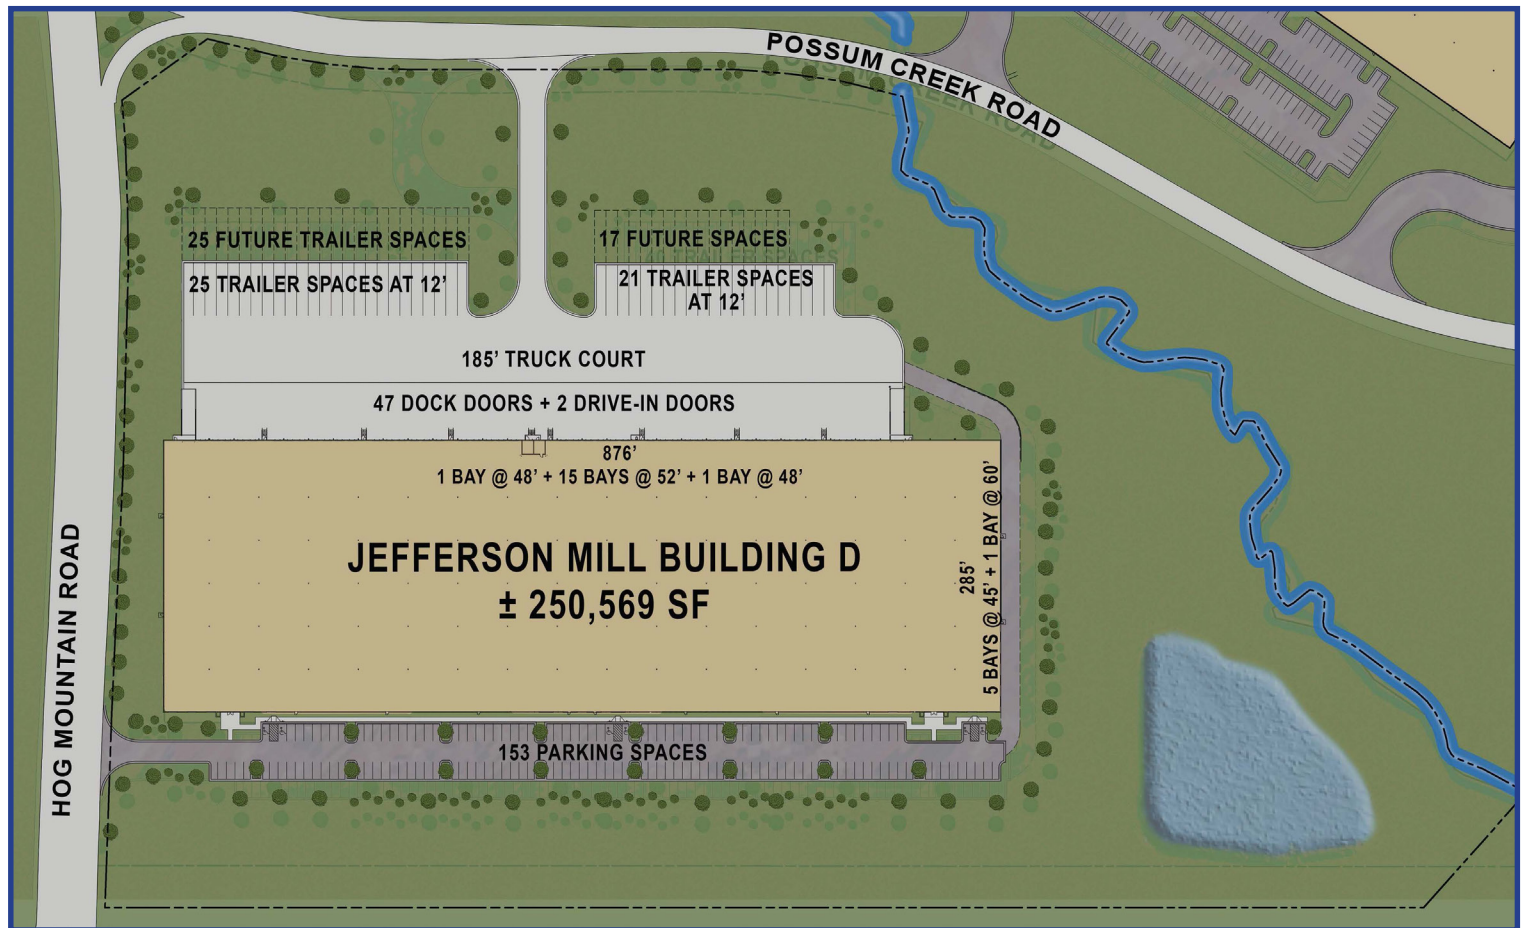 POSSUM CREEK ROAD
25 FUTURE TRAILER SPACES
17 FUTURE SPACES
25 TRAILER SPACES AT 12’
21 TRAILER SPACES
AT 12’
185’ TRUCK COURT
47 DOCK DOORS + 2 DRIVE-IN DOORS
876’
1 BAY @ 48’ + 15 BAYS @ 52’ + 1 BAY @ 48’
JEFFERSON MILL BUILDING D
± 250,569 SF
285’
5 BAYS @ 45’ + 1 BAY @ 60’
153 PARKING SPACES
HOG MOUNTAIN ROAD